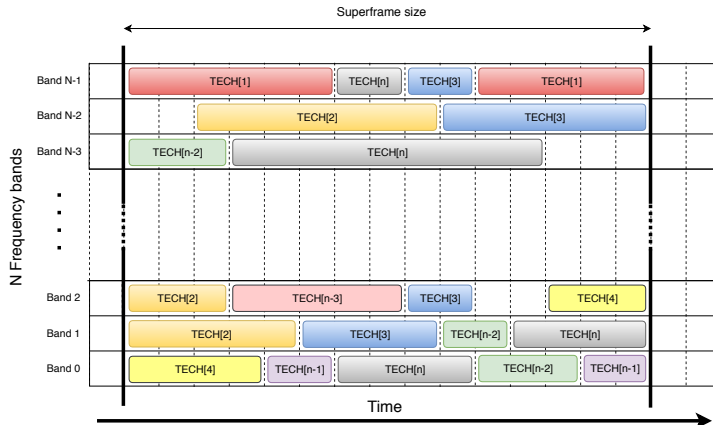 Superframe size
Band N-1
TECH[1] TECH[n] TECH[3] TECH[1]
Band N-2
TECH[2] TECH[3]
Band N-3
TECH[n-2] TECH[n]
N Frequency bands
Band 2
TECH[2] TECH[n-3] TECH[3] TECH[4]
Band 1
TECH[2] TECH[3] TECH[n-2] TECH[n]
Band 0
TECH[4] TECH[n-1] TECH[n] TECH[n-2] TECH[n-1]
Time